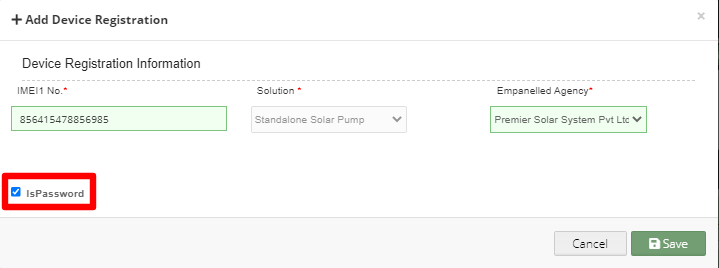 + Add Device Registration ×
Device Registration Information
IMEI1 No.* Solution * Empanelled Agency*
856415478856985 Standalone Solar Pump Premier Solar System Pvt Ltd
IsPassword
Cancel Save